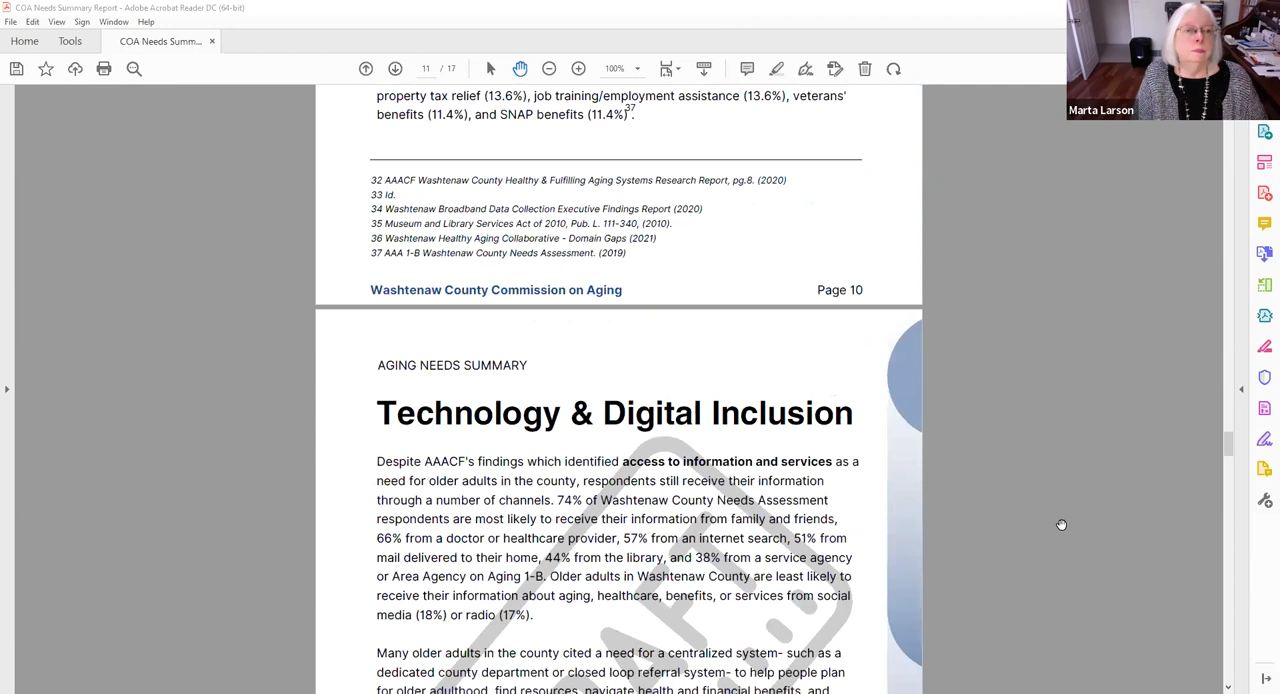 COA Needs Summary Report - Adobe Acrobat Reader DC (64-bit)
File Edit View Sign Window Help
Home Tools COA Needs Summ... ×
11 / 17 100%
Marta Larson
property tax relief (13.6%), job training/employment assistance (13.6%), veterans'
benefits (11.4%), and SNAP benefits (11.4%)37.
32 AAACF Washtenaw County Healthy & Fulfilling Aging Systems Research Report, pg.8. (2020)
33 Id.
34 Washtenaw Broadband Data Collection Executive Findings Report (2020)
35 Museum and Library Services Act of 2010, Pub. L. 111-340, (2010).
36 Washtenaw Healthy Aging Collaborative - Domain Gaps (2021)
37 AAA 1-B Washtenaw County Needs Assessment. (2019)
Washtenaw County Commission on Aging Page 10
AGING NEEDS SUMMARY
Technology & Digital Inclusion
Despite AAACF's findings which identified access to information and services as a
need for older adults in the county, respondents still receive their information
through a number of channels. 74% of Washtenaw County Needs Assessment
respondents are most likely to receive their information from family and friends,
66% from a doctor or healthcare provider, 57% from an internet search, 51% from
mail delivered to their home, 44% from the library, and 38% from a service agency
or Area Agency on Aging 1-B. Older adults in Washtenaw County are least likely to
receive their information about aging, healthcare, benefits, or services from social
media (18%) or radio (17%).
Many older adults in the county cited a need for a centralized system- such as a
dedicated county department or closed loop referral system- to help people plan
for older adulthood, find resources, navigate health and financial benefits, and
DRAFT